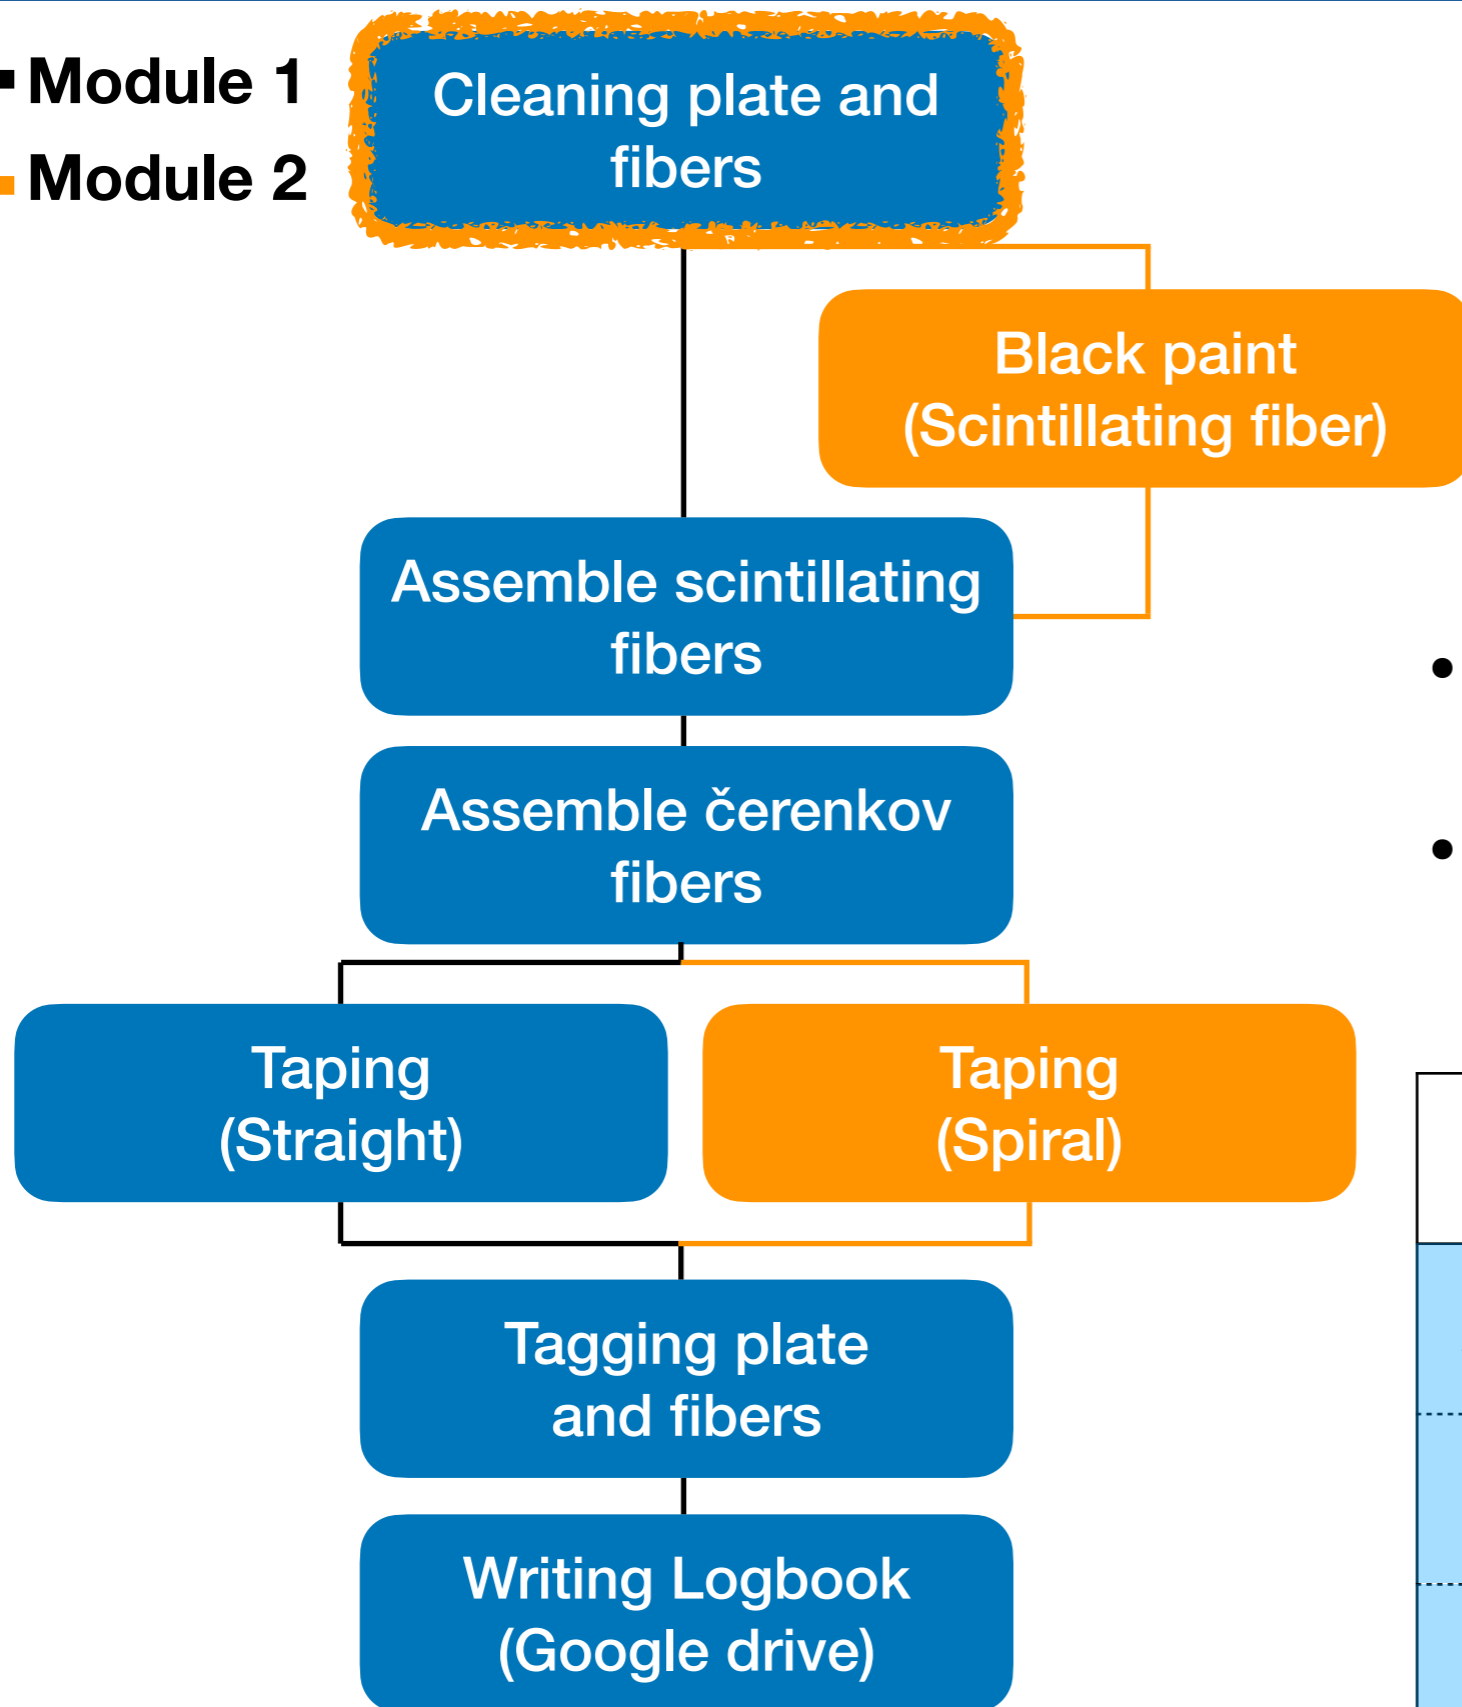 Module 1
Module 2
Cleaning plate and
fibers
Black paint
(Scintillating fiber)
Assemble scintillating
fibers
Assemble čerenkov
fibers
Taping
(Straight)
Taping
(Spiral)
Tagging plate
and fibers
Writing Logbook
(Google drive)